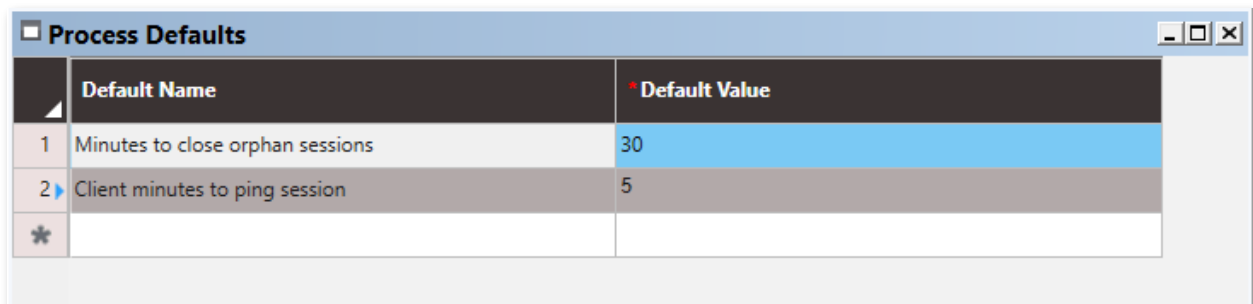 Process Defaults
Default Name *Default Value
1 Minutes to close orphan sessions 30
2 Client minutes to ping session 5
*